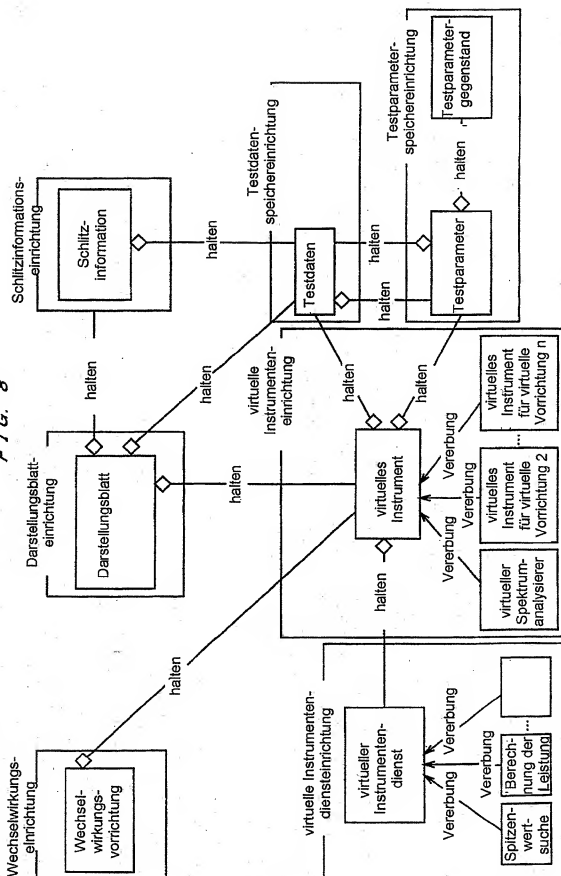 FIG. 8
Wechselwirkungs-
einrichtung
Wechsel-
wirkungs-
vorrichtung
Darstellungsblatt-
einrichtung
Darstellungsblatt
Schlitzinformations-
einrichtung
Schlitz-
information
halten
halten
halten
halten
halten
virtuelle
Instrumenten-
einrichtung
virtuelles
Instrument
Testdaten-
speichereinrichtung
Testdaten
halten
halten
halten
halten
Testparameter-
speichereinrichtung
Testparameter
halten
Testparameter-
gegenstand
virtuelle Instrumenten-
diensteinrichtung
virtueller
Instrumenten-
dienst
halten
Vererbung
Vererbung
Vererbung
Spitzen-
wert-
suche
Berech-
nung der
Leistung
...
Vererbung
Vererbung
Vererbung
virtueller
Spektrum-
analysierer
virtuelles
Instrument
für virtuelle
Vorrichtung 2
...
virtuelles
Instrument
für virtuelle
Vorrichtung n